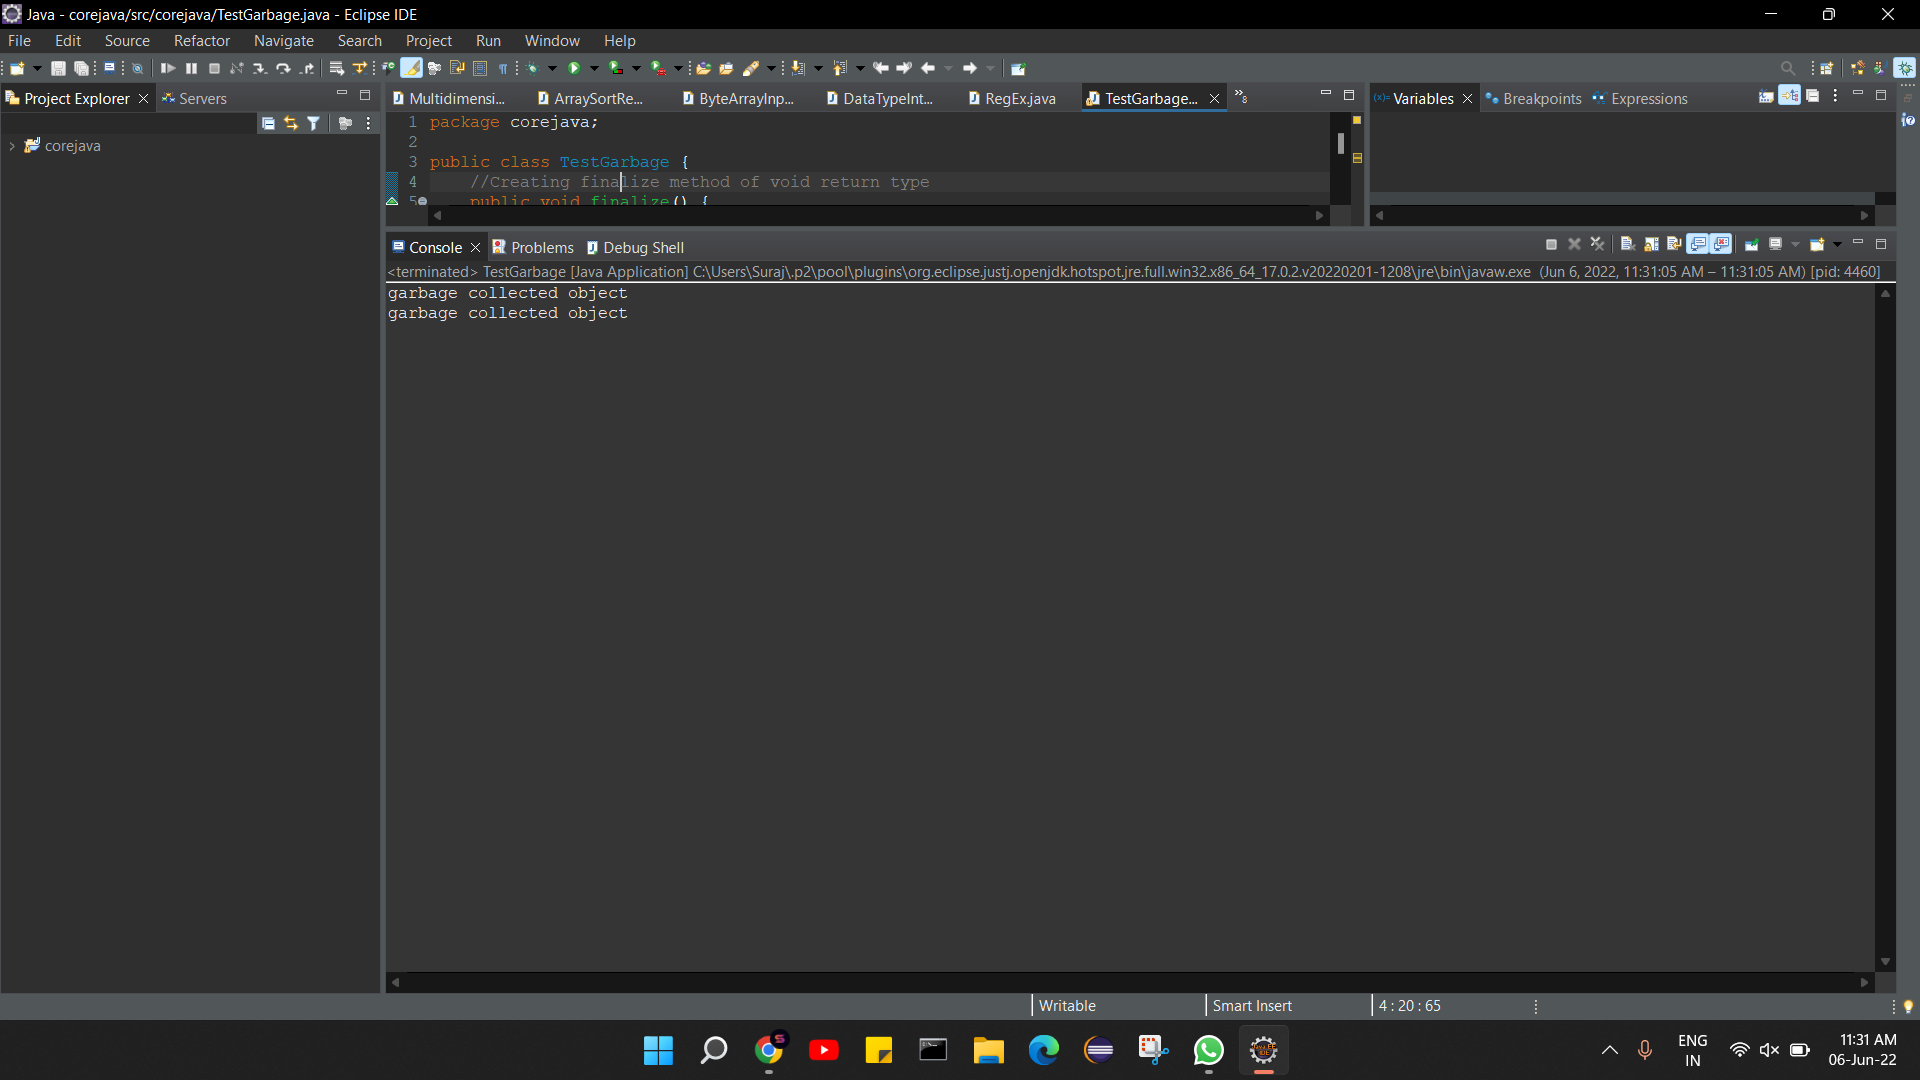 Java - corejava/src/corejava/TestGarbage.java - Eclipse IDE
File Edit Source Refactor Navigate Search Project Run Window Help
Project Explorer Servers
corejava
Multidimensi... ArraySortRe... ByteArrayInp... DataTypeInt... RegEx.java TestGarbage... »8
1 package corejava;
2
3 public class TestGarbage {
4 //Creating finalize method of void return type
5 public void finalize() {
(x)= Variables Breakpoints Expressions
Console Problems Debug Shell
<terminated> TestGarbage [Java Application] C:\Users\Suraj\.p2\pool\plugins\org.eclipse.justj.openjdk.hotspot.jre.full.win32.x86_64_17.0.2.v20220201-1208\jre\bin\javaw.exe (Jun 6, 2022, 11:31:05 AM – 11:31:05 AM) [pid: 4460]
garbage collected object
garbage collected object
Writable Smart Insert 4 : 20 : 65
ENG
IN
11:31 AM
06-Jun-22